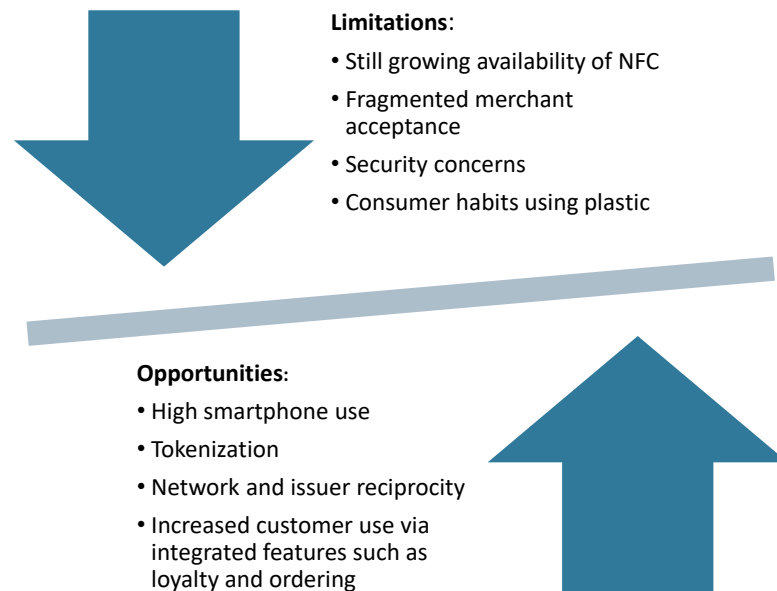 Limitations:
• Still growing availability of NFC
• Fragmented merchant
acceptance
• Security concerns
• Consumer habits using plastic
Opportunities:
• High smartphone use
• Tokenization
• Network and issuer reciprocity
• Increased customer use via
integrated features such as
loyalty and ordering